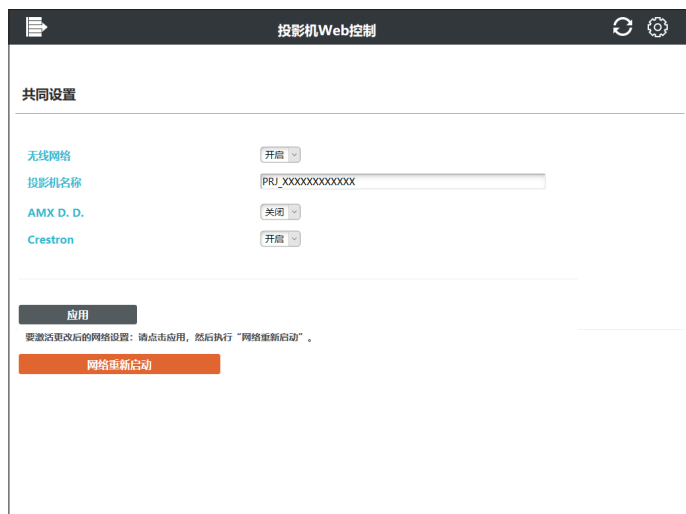 投影机Web控制
共同设置
无线网络 开启
投影机名称 PRJ_XXXXXXXXXXXX
AMX D. D. 关闭
Crestron 开启
应用
要激活更改后的网络设置：请点击应用，然后执行“网络重新启动”。
网络重新启动